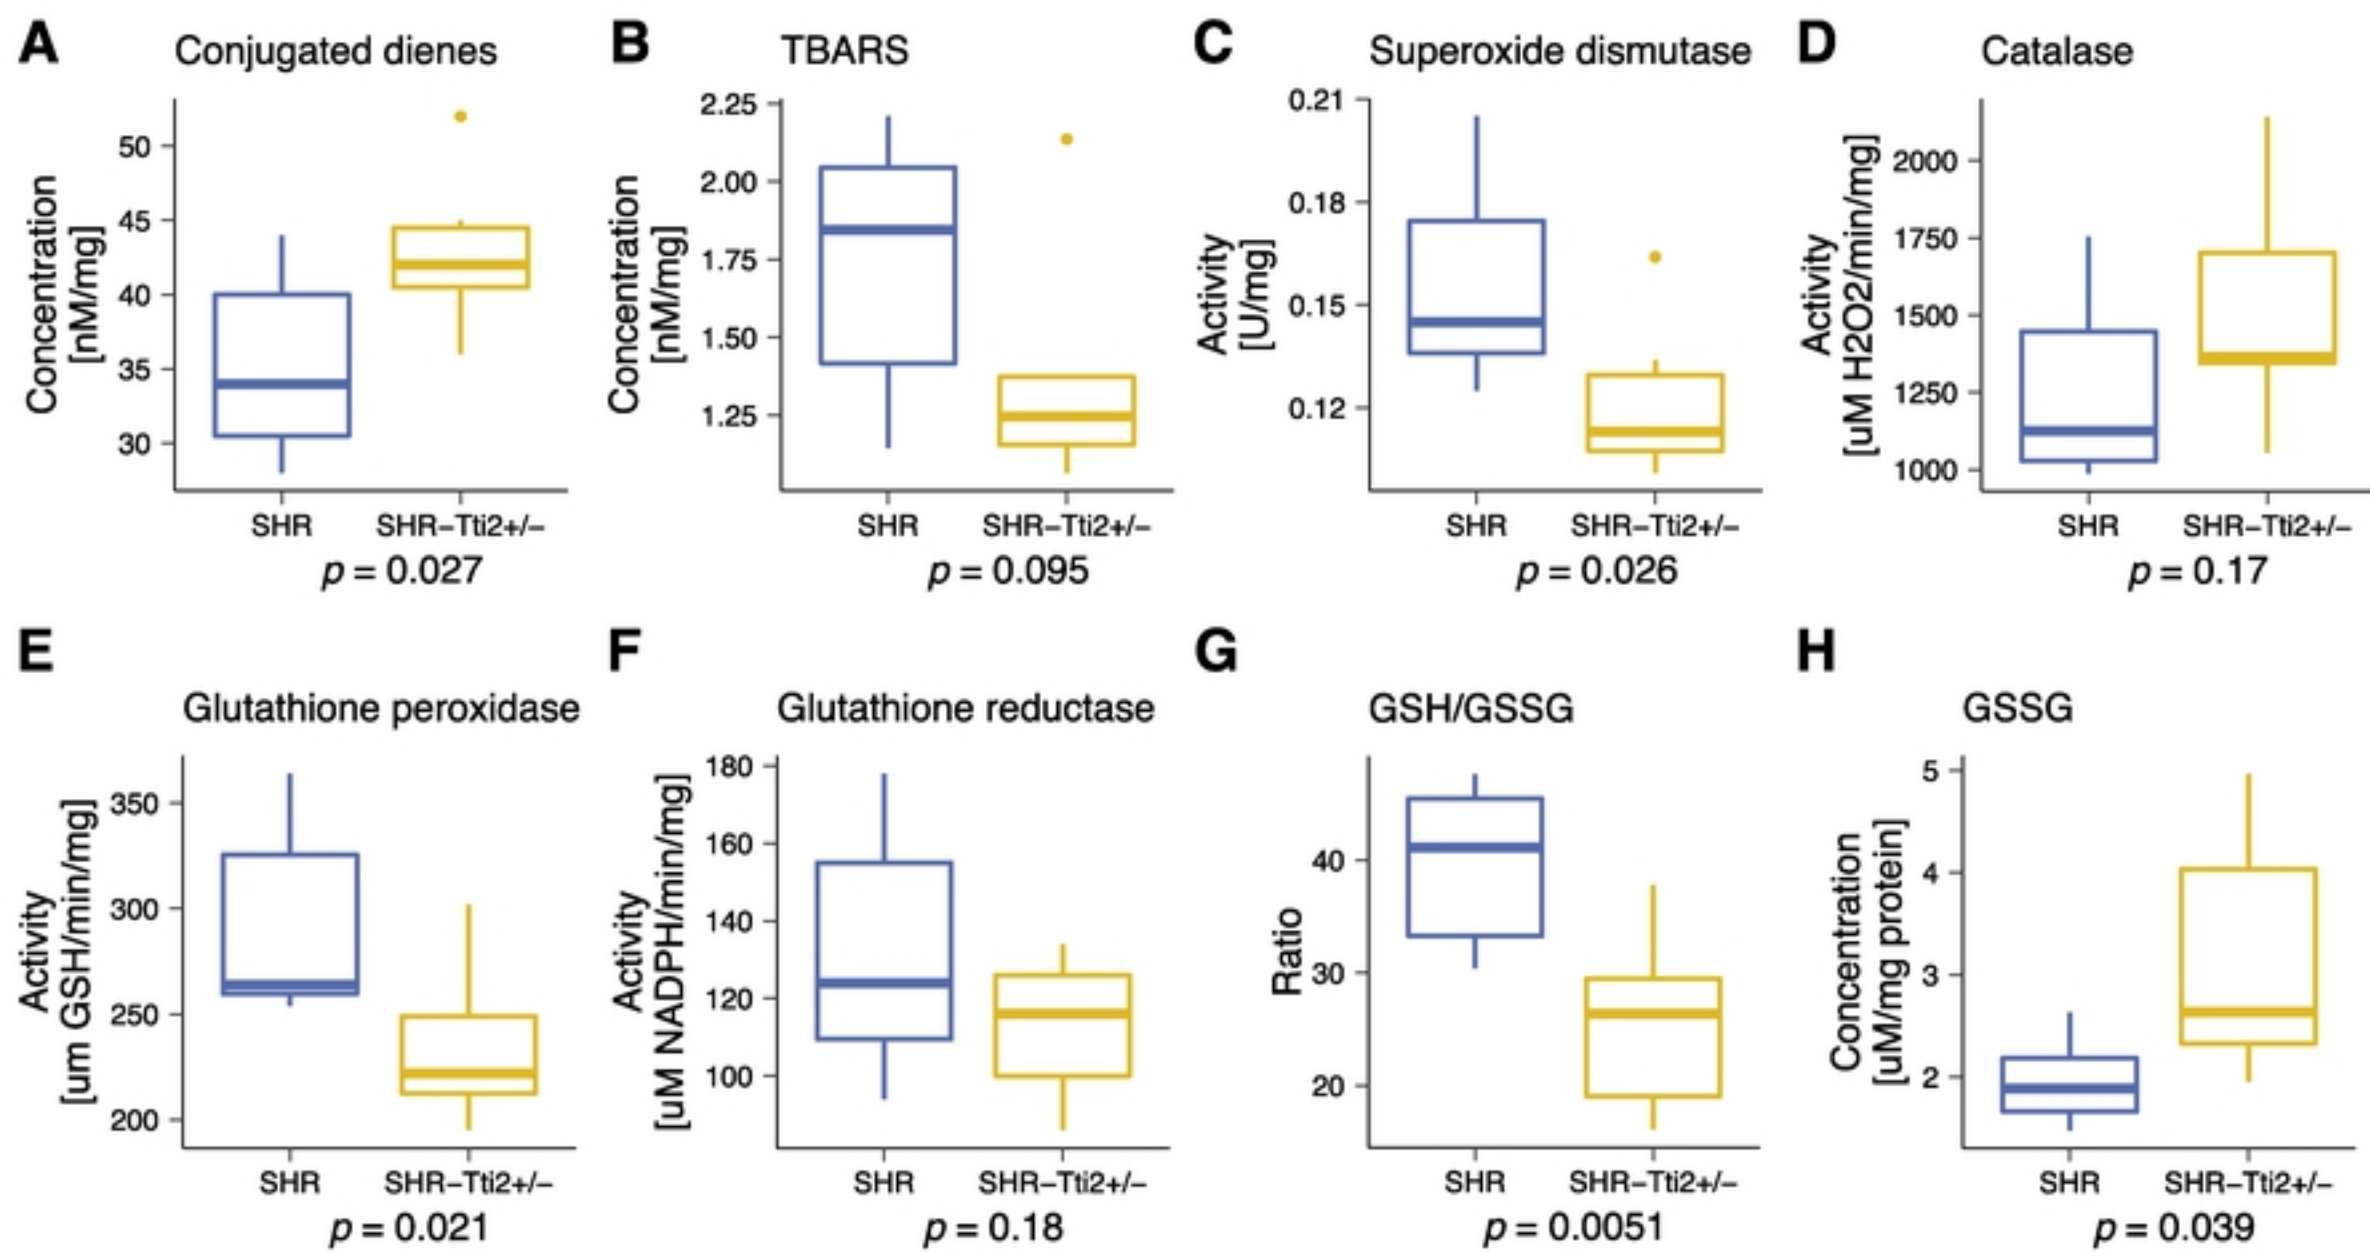 A
Conjugated dienes
Concentration
[nM/mg]
50
45
40
35
30
SHR
SHR–Tti2+/–
p = 0.027
B
TBARS
Concentration
[nM/mg]
2.25
2.00
1.75
1.50
1.25
SHR
SHR–Tti2+/–
p = 0.095
C
Superoxide dismutase
Activity
[U/mg]
0.21
0.18
0.15
0.12
SHR
SHR–Tti2+/–
p = 0.026
D
Catalase
Activity
[uM H2O2/min/mg]
2000
1750
1500
1250
1000
SHR
SHR–Tti2+/–
p = 0.17
E
Glutathione peroxidase
Activity
[um GSH/min/mg]
350
300
250
200
SHR
SHR–Tti2+/–
p = 0.021
F
Glutathione reductase
Activity
[uM NADPH/min/mg]
180
160
140
120
100
SHR
SHR–Tti2+/–
p = 0.18
G
GSH/GSSG
Ratio
40
30
20
SHR
SHR–Tti2+/–
p = 0.0051
H
GSSG
Concentration
[uM/mg protein]
5
4
3
2
SHR
SHR–Tti2+/–
p = 0.039